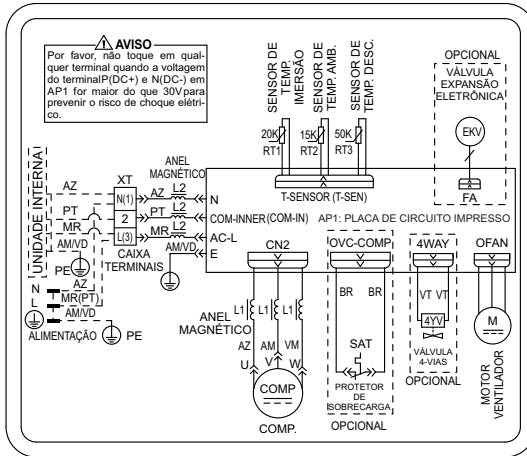 AVISO
Por favor, não toque em qual-
quer terminal quando a voltagem
do terminalP(DC+) e N(DC-) em
AP1 for maior do que 30V para
prevenir o risco de choque elétri-
co.
SENSOR DE
TEMP.
IMERSÃO
SENSOR DE
TEMP. AMB.
SENSOR DE
TEMP. DESC.
OPCIONAL
VÁLVULA
EXPANSÃO
ELETRÔNICA
EKV
FA
20K
RT1
15K
RT2
50K
RT3
T-SENSOR (T-SEN)
AP1: PLACA DE CIRCUITO IMPRESSO
UNIDADE INTERNA
AZ
PT
MR
AM/VD
PE
XT
N(1)
2
L(3)
CAIXA
TERMINAIS
ANEL
MAGNÉTICO
AZ
L2
N
PT
L2
COM-INNER (COM-IN)
MR
L2
AC-L
AM/VD
E
N
L
AZ
MR(PT)
AM/VD
ALIMENTAÇÃO
PE
CN2
OVC-COMP
4WAY
OFAN
L1
L1
L1
ANEL
MAGNÉTICO
AZ
AM
VM
U
V
W
COMP
COMP.
BR
BR
SAT
PROTETOR
DE
SOBRECARGA
OPCIONAL
VT
VT
4YV
VÁLVULA
4-VIAS
OPCIONAL
M
MOTOR
VENTILADOR